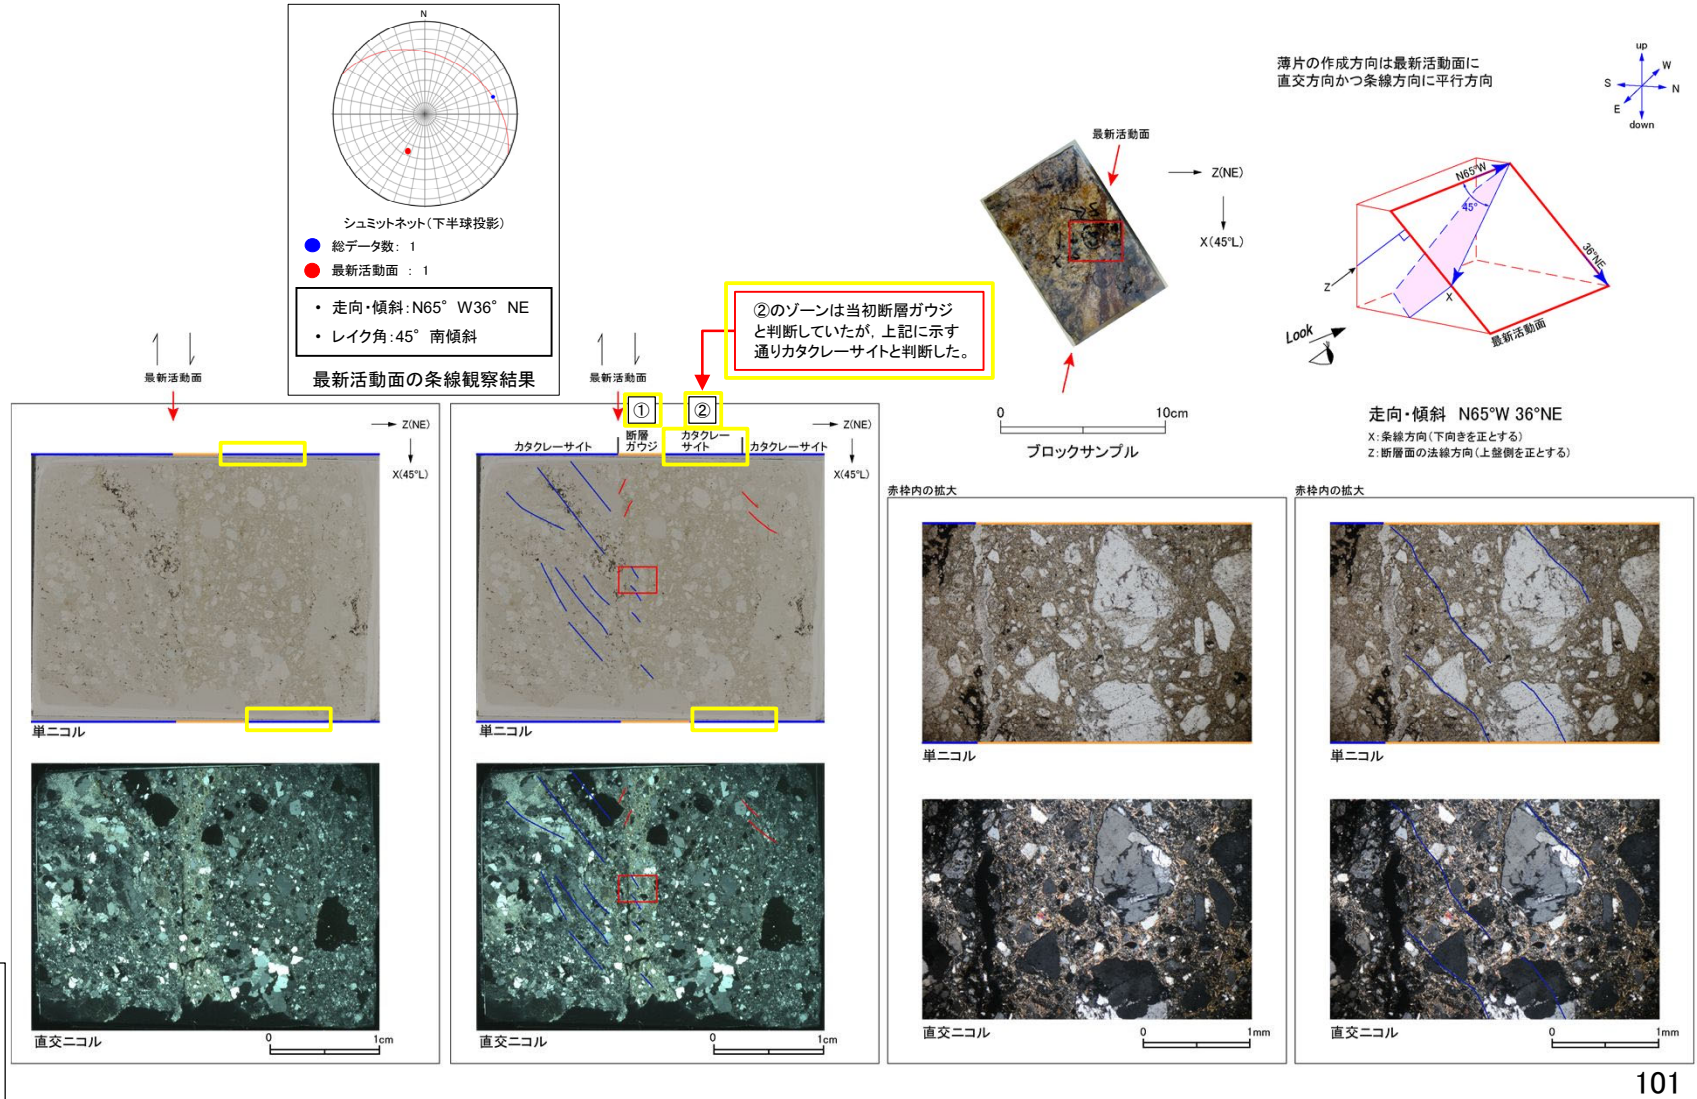 N
シュミットネット(下半球投影)
総データ数: 1
最新活動面 : 1
・ 走向・傾斜:N65° W36° NE
・ レイク角:45° 南傾斜
最新活動面の条線観察結果
②のゾーンは当初断層ガウジ
と判断していたが, 上記に示す
通りカタクレーサイトと判断した。
薄片の作成方向は最新活動面に
直交方向かつ条線方向に平行方向
up
W
S
N
E
down
最新活動面
Z(NE)
X(45°L)
0 10cm
ブロックサンプル
N65°W
45°
36°NE
Z
X
最新活動面
Look
走向・傾斜 N65°W 36°NE
X:条線方向(下向きを正とする)
Z:断層面の法線方向(上盤側を正とする)
最新活動面
Z(NE)
X(45°L)
単ニコル
直交ニコル
0 1cm
最新活動面
① ②
カタクレーサイト
断層
ガウジ
カタクレー
サイト
カタクレーサイト
Z(NE)
X(45°L)
単ニコル
直交ニコル
0 1cm
赤枠内の拡大
単ニコル
直交ニコル
0 1mm
赤枠内の拡大
単ニコル
直交ニコル
0 1mm
101